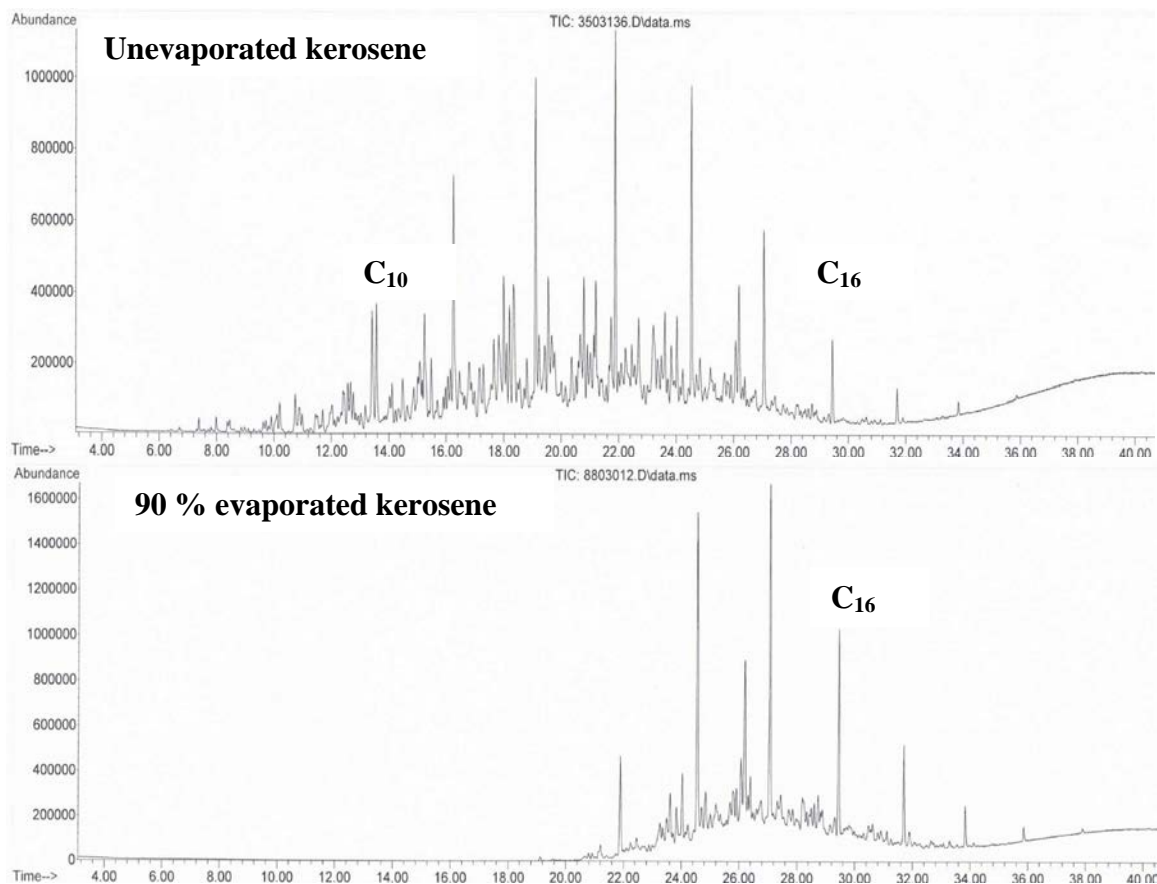 Abundance
TIC: 3503136.D\data.ms
Unevaporated kerosene
1000000
800000
600000
400000
200000
C10
C16
4.00 6.00 8.00 10.00 12.00 14.00 16.00 18.00 20.00 22.00 24.00 26.00 28.00 30.00 32.00 34.00 36.00 38.00 40.00
Time-->
Abundance
TIC: 8803012.D\data.ms
90 % evaporated kerosene
1600000
1400000
1200000
1000000
800000
600000
400000
200000
0
C16
4.00 6.00 8.00 10.00 12.00 14.00 16.00 18.00 20.00 22.00 24.00 26.00 28.00 30.00 32.00 34.00 36.00 38.00 40.00
Time-->